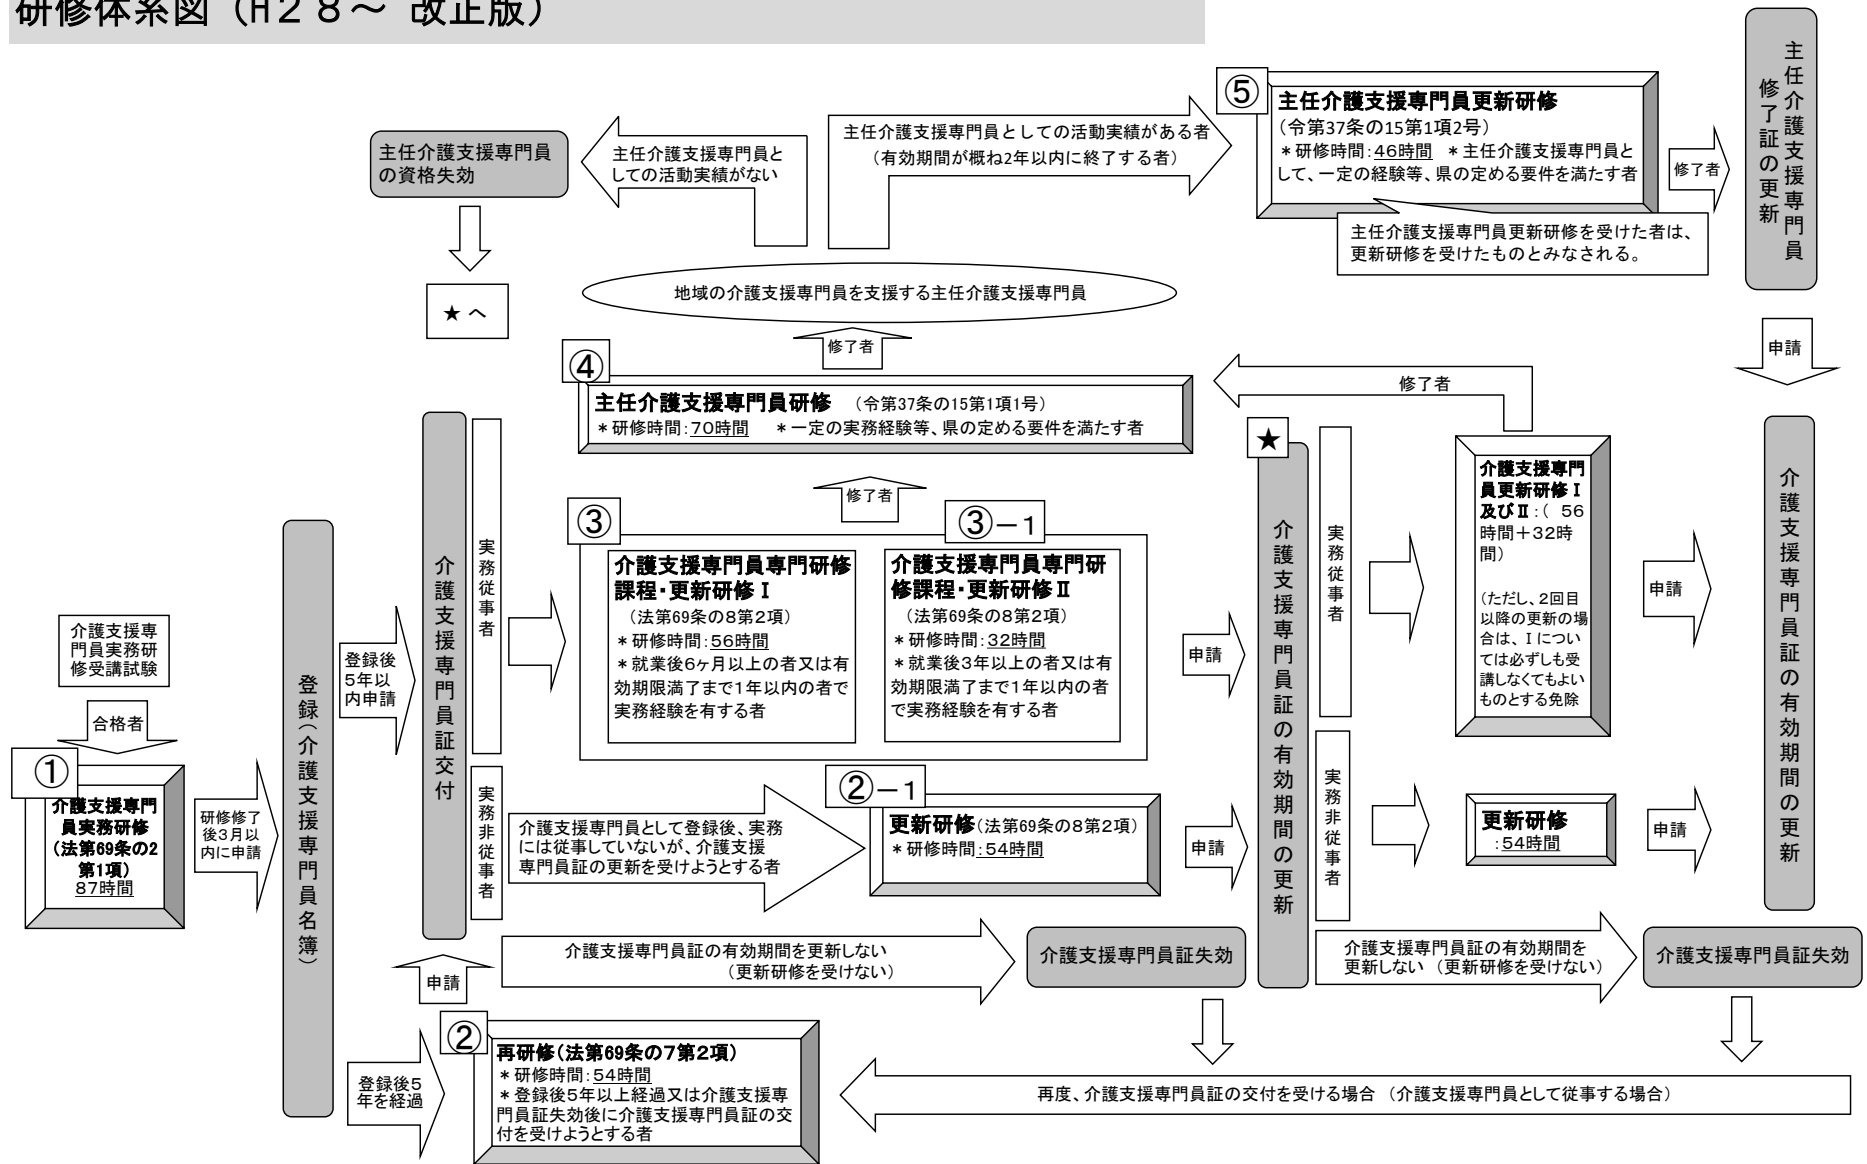 研修体系図（H２８～ 改正版）
主任介護支援専門員
の資格失効
主任介護支援専門員と
しての活動実績がない
主任介護支援専門員としての活動実績がある者
（有効期間が概ね2年以内に終了する者）
⑤
主任介護支援専門員更新研修
（令第37条の15第1項2号）
＊研修時間：46時間　＊主任介護支援専門員と
して、一定の経験等、県の定める要件を満たす者
主任介護支援専門員更新研修を受けた者は、
更新研修を受けたものとみなされる。
修了者
主任介護支援専門員
修了証の更新
申請
★へ
地域の介護支援専門員を支援する主任介護支援専門員
修了者
④
主任介護支援専門員研修　（令第37条の15第1項1号）
＊研修時間：70時間　＊一定の実務経験等、県の定める要件を満たす者
修了者
修了者
③
介護支援専門員専門研修
課程・更新研修Ⅰ
（法第69条の8第2項）
＊研修時間：56時間
＊就業後6ヶ月以上の者又は有
効期限満了まで1年以内の者で
実務経験を有する者
③－1
介護支援専門員専門研
修課程・更新研修Ⅱ
（法第69条の8第2項）
＊研修時間：32時間
＊就業後3年以上の者又は有
効期限満了まで1年以内の者
で実務経験を有する者
介護支援専
門員実務研
修受講試験
合格者
①
介護支援専門
員実務研修
（法第69条の2
第1項）
87時間
研修修了
後3月以
内に申請
登録（介護支援専門員名簿）
登録後
5年以
内申請
介護支援専門員証交付
実務従事者
実務非従事者
介護支援専門員として登録後、実務
には従事していないが、介護支援
専門員証の更新を受けようとする者
②－1
更新研修（法第69条の8第2項）
＊研修時間：54時間
申請
申請
★
介護支援専門員証の有効期間の更新
実務従事者
実務非従事者
介護支援専門
員更新研修Ⅰ
及びⅡ：（ 56
時間＋32時
間）
（ただし、2回目
以降の更新の場
合は、Ⅰについ
ては必ずしも受
講しなくてもよい
ものとする免除
更新研修
：54時間
申請
申請
介護支援専門員証の有効期間の更新
介護支援専門員証の有効期間を更新しない
（更新研修を受けない）
介護支援専門員証失効
介護支援専門員証の有効期間を
更新しない（更新研修を受けない）
介護支援専門員証失効
申請
登録後5
年を経過
②
再研修（法第69条の7第2項）
＊研修時間：54時間
＊登録後5年以上経過又は介護支援専
門員証失効後に介護支援専門員証の交
付を受けようとする者
再度、介護支援専門員証の交付を受ける場合（介護支援専門員として従事する場合）